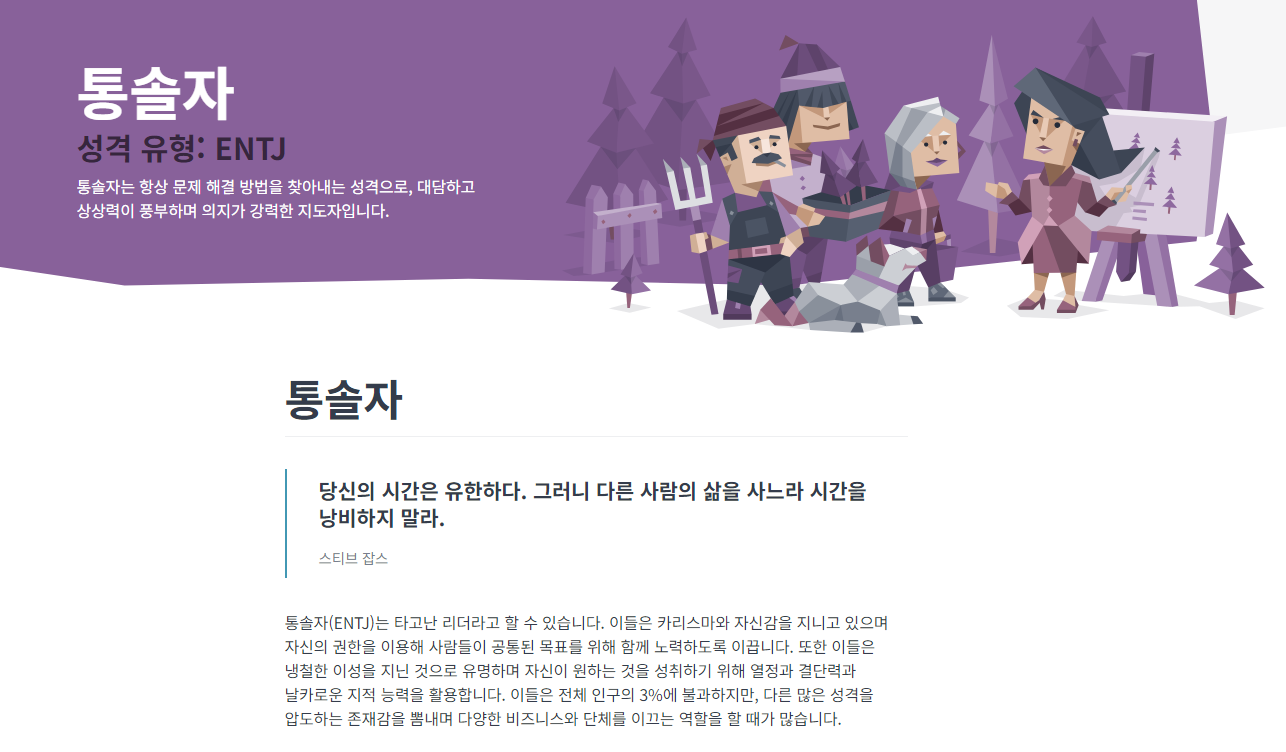 통솔자
성격 유형: ENTJ
통솔자는 항상 문제 해결 방법을 찾아내는 성격으로, 대담하고
상상력이 풍부하며 의지가 강력한 지도자입니다.
통솔자
당신의 시간은 유한하다. 그러니 다른 사람의 삶을 사느라 시간을
낭비하지 말라.
스티브 잡스
통솔자(ENTJ)는 타고난 리더라고 할 수 있습니다. 이들은 카리스마와 자신감을 지니고 있으며
자신의 권한을 이용해 사람들이 공통된 목표를 위해 함께 노력하도록 이끕니다. 또한 이들은
냉철한 이성을 지닌 것으로 유명하며 자신이 원하는 것을 성취하기 위해 열정과 결단력과
날카로운 지적 능력을 활용합니다. 이들은 전체 인구의 3%에 불과하지만, 다른 많은 성격을
압도하는 존재감을 뽐내며 다양한 비즈니스와 단체를 이끄는 역할을 할 때가 많습니다.